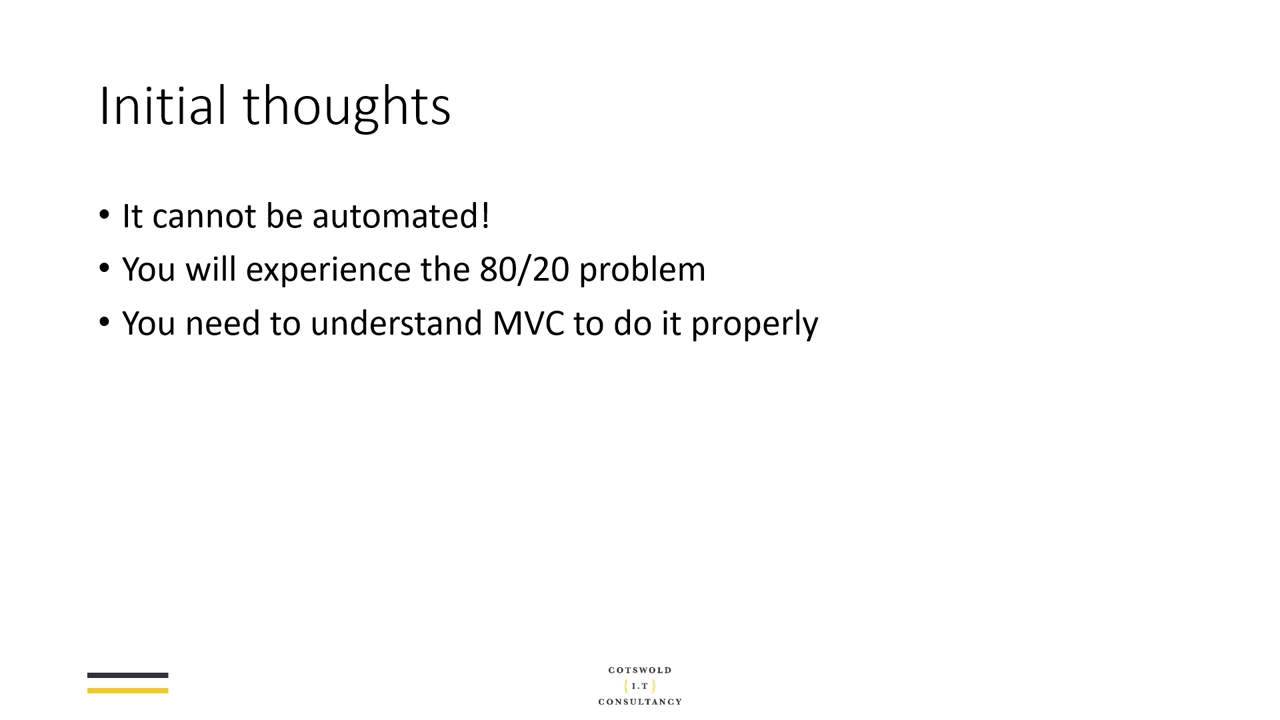 Initial thoughts
• It cannot be automated!
• You will experience the 80/20 problem
• You need to understand MVC to do it properly
COTSWOLD
{ I.T }
CONSULTANCY